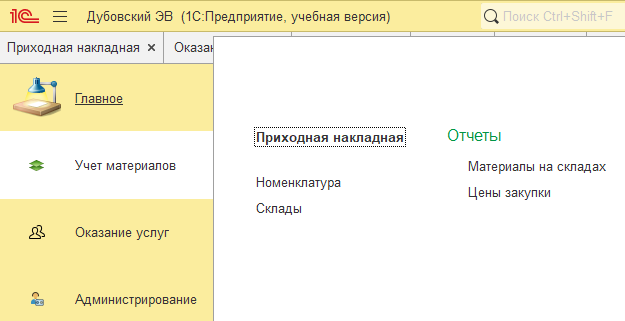 1С Дубовский ЭВ (1С:Предприятие, учебная версия) Поиск Ctrl+Shift+F
Приходная накладная × Оказан
Главное
Учет материалов
Оказание услуг
Администрирование
Приходная накладная
Номенклатура
Склады
Отчеты
Материалы на складах
Цены закупки